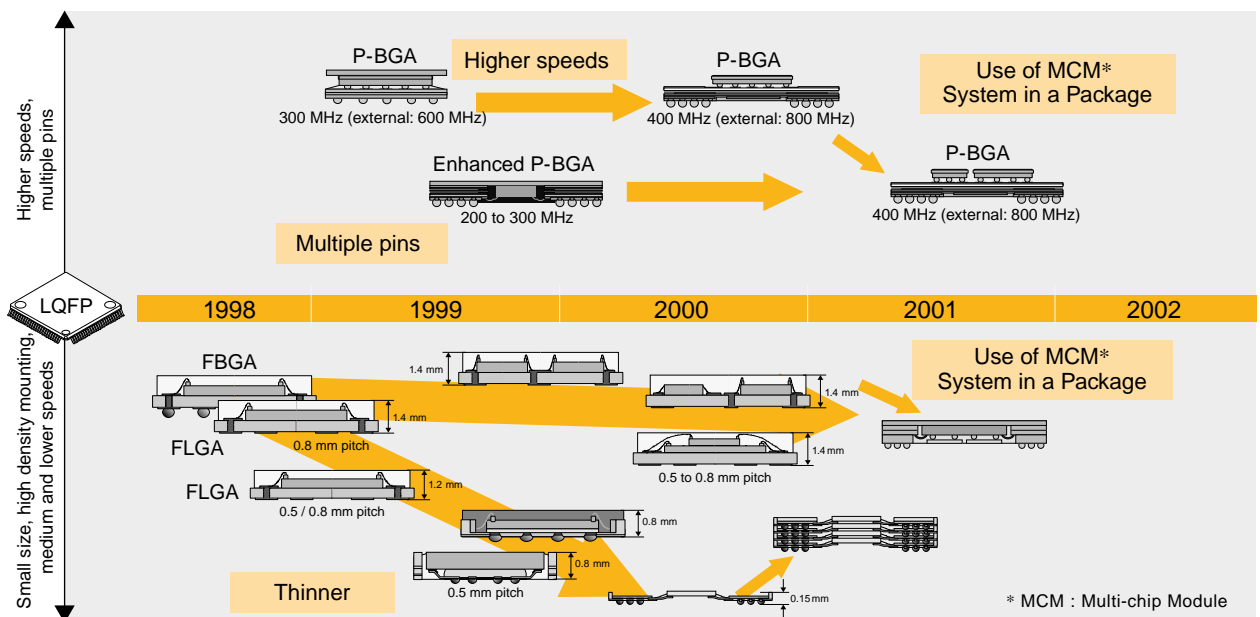 Higher speeds,
multiple pins
P-BGA
300 MHz (external: 600 MHz)
Higher speeds
P-BGA
400 MHz (external: 800 MHz)
Use of MCM*
System in a Package
Enhanced P-BGA
200 to 300 MHz
P-BGA
400 MHz (external: 800 MHz)
Multiple pins
LQFP
1998
1999
2000
2001
2002
Small size, high density mounting,
medium and lower speeds
FBGA
1.4 mm
FLGA
0.8 mm pitch
1.4 mm
1.4 mm
Use of MCM*
System in a Package
1.4 mm
0.5 to 0.8 mm pitch
FLGA
1.2 mm
0.5 / 0.8 mm pitch
0.8 mm
0.8 mm
0.5 mm pitch
Thinner
0.15 mm
* MCM : Multi-chip Module